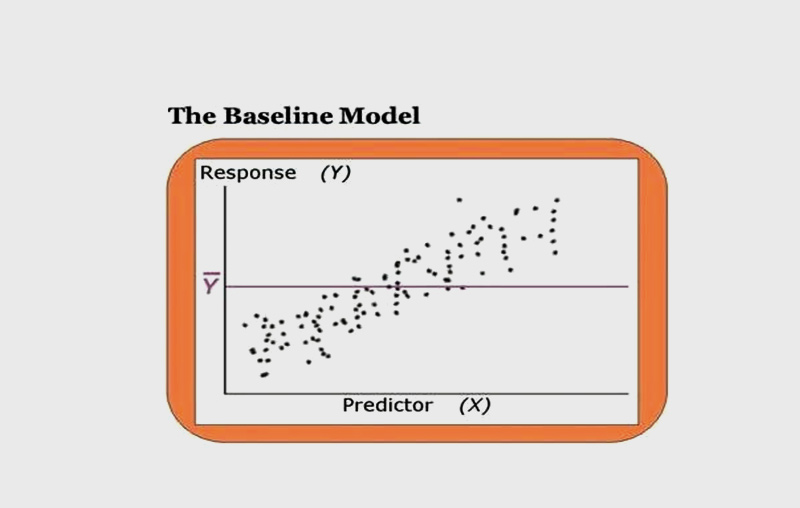 The Baseline Model
Response (Y)
Y̅
Predictor (X)